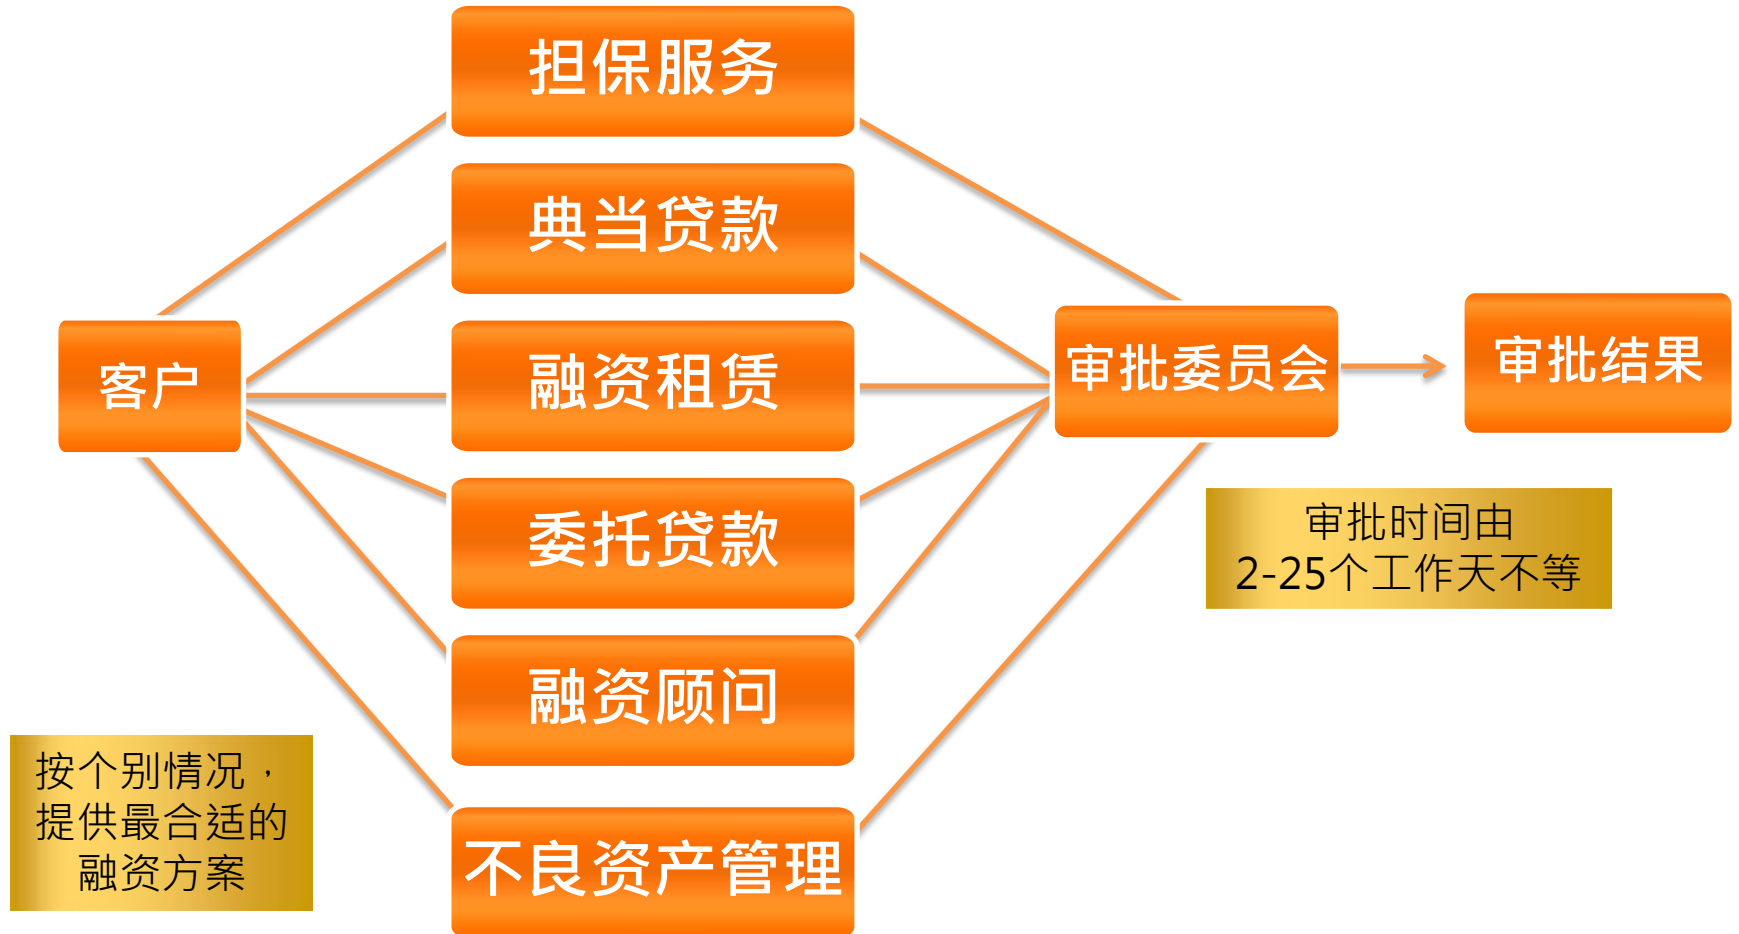 担保服务
典当贷款
融资租赁
委托贷款
融资顾问
不良资产管理
客户
审批委员会
审批结果
审批时间由
2-25个工作天不等
按个别情况，
提供最合适的
融资方案